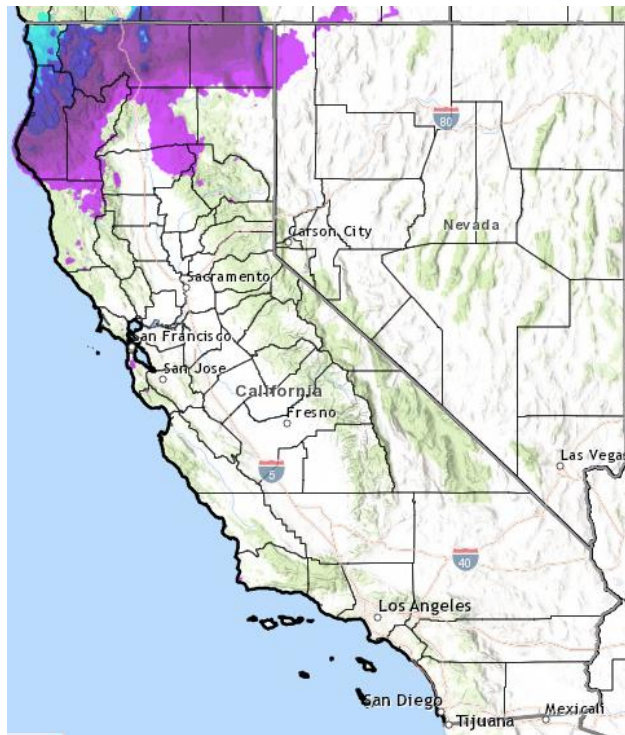 80
Carson City
Nevada
Sacramento
San Francisco
San Jose
California
Fresno
Las Vegas
5
40
Los Angeles
San Diego
Tijuana
Mexicali